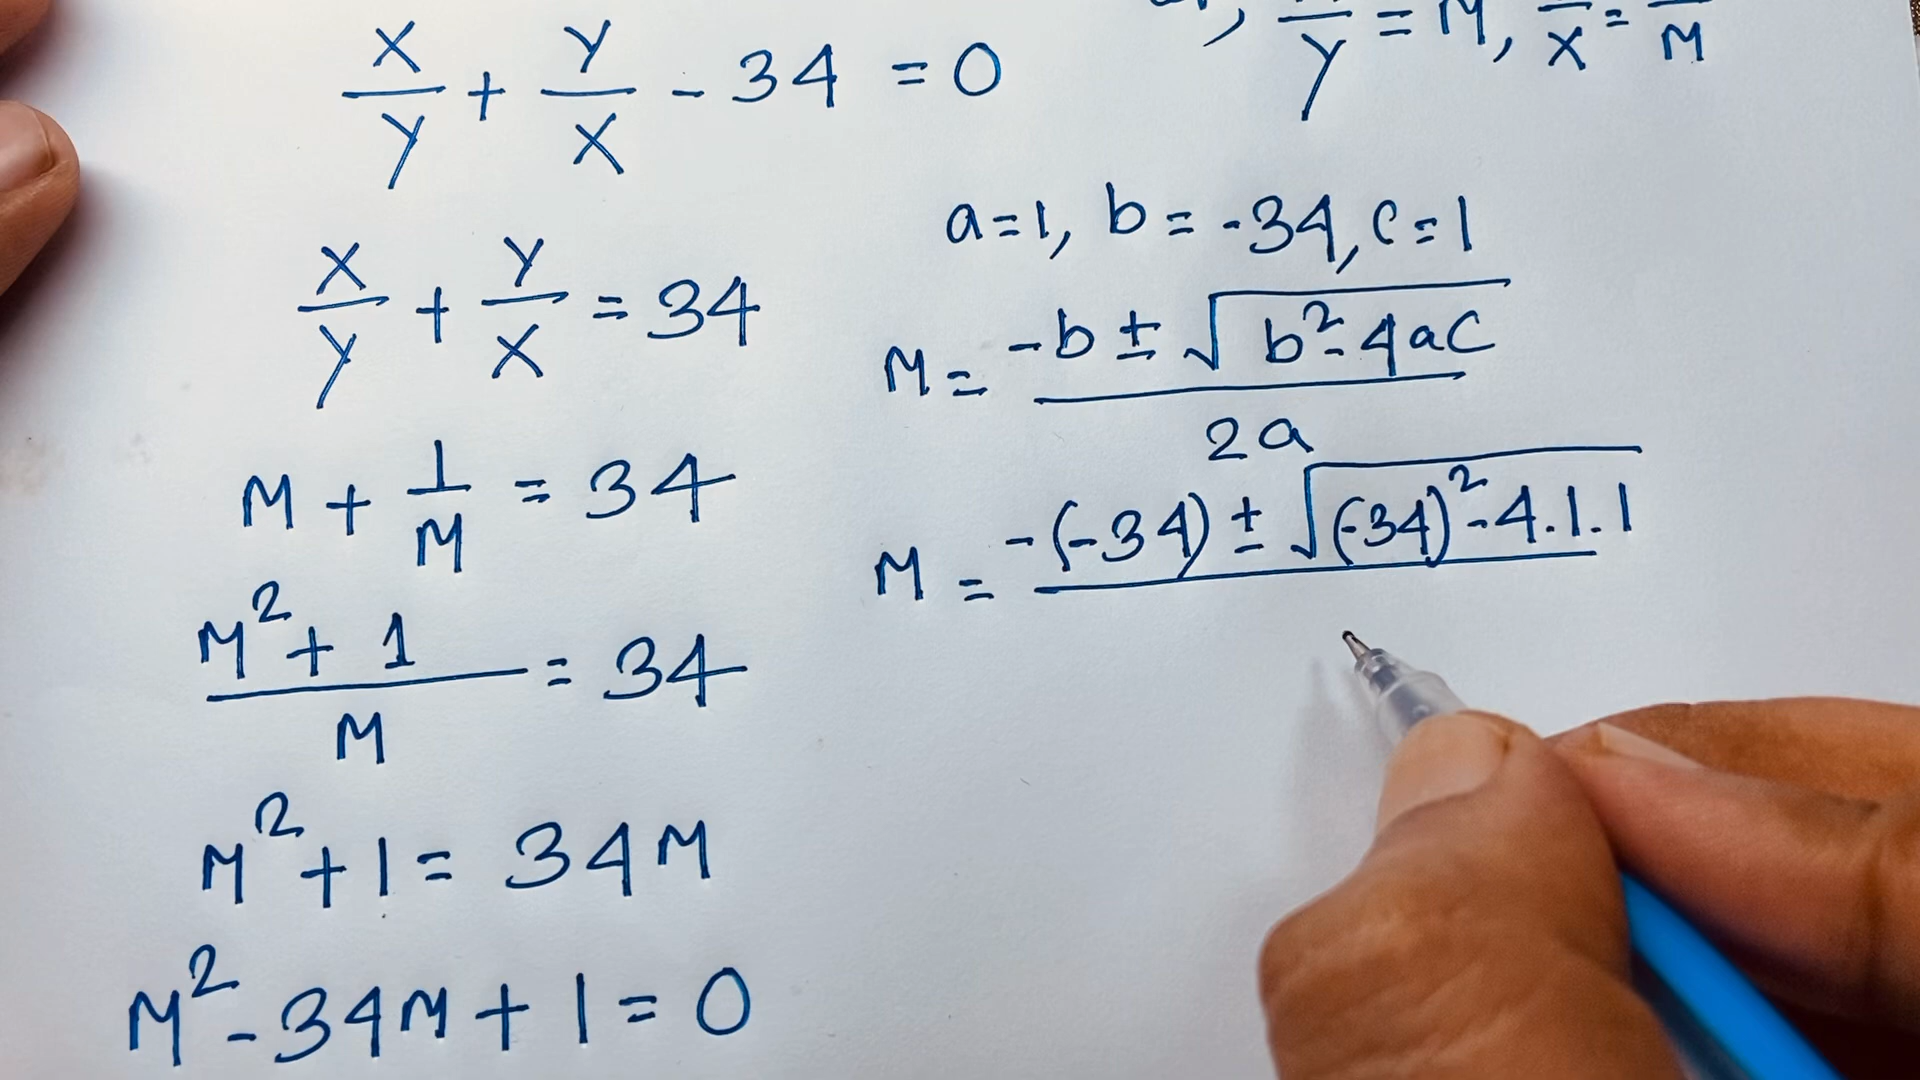 x/y + y/x - 34 = 0
x/y + y/x = 34
M + 1/M = 34
(M² + 1)/M = 34
M² + 1 = 34M
M² - 34M + 1 = 0
/y = M, /x = /M
a = 1, b = -34, c = 1
M = (-b ± √(b² - 4ac))/2a
M = -(-34) ± √((-34)² - 4.1.1)